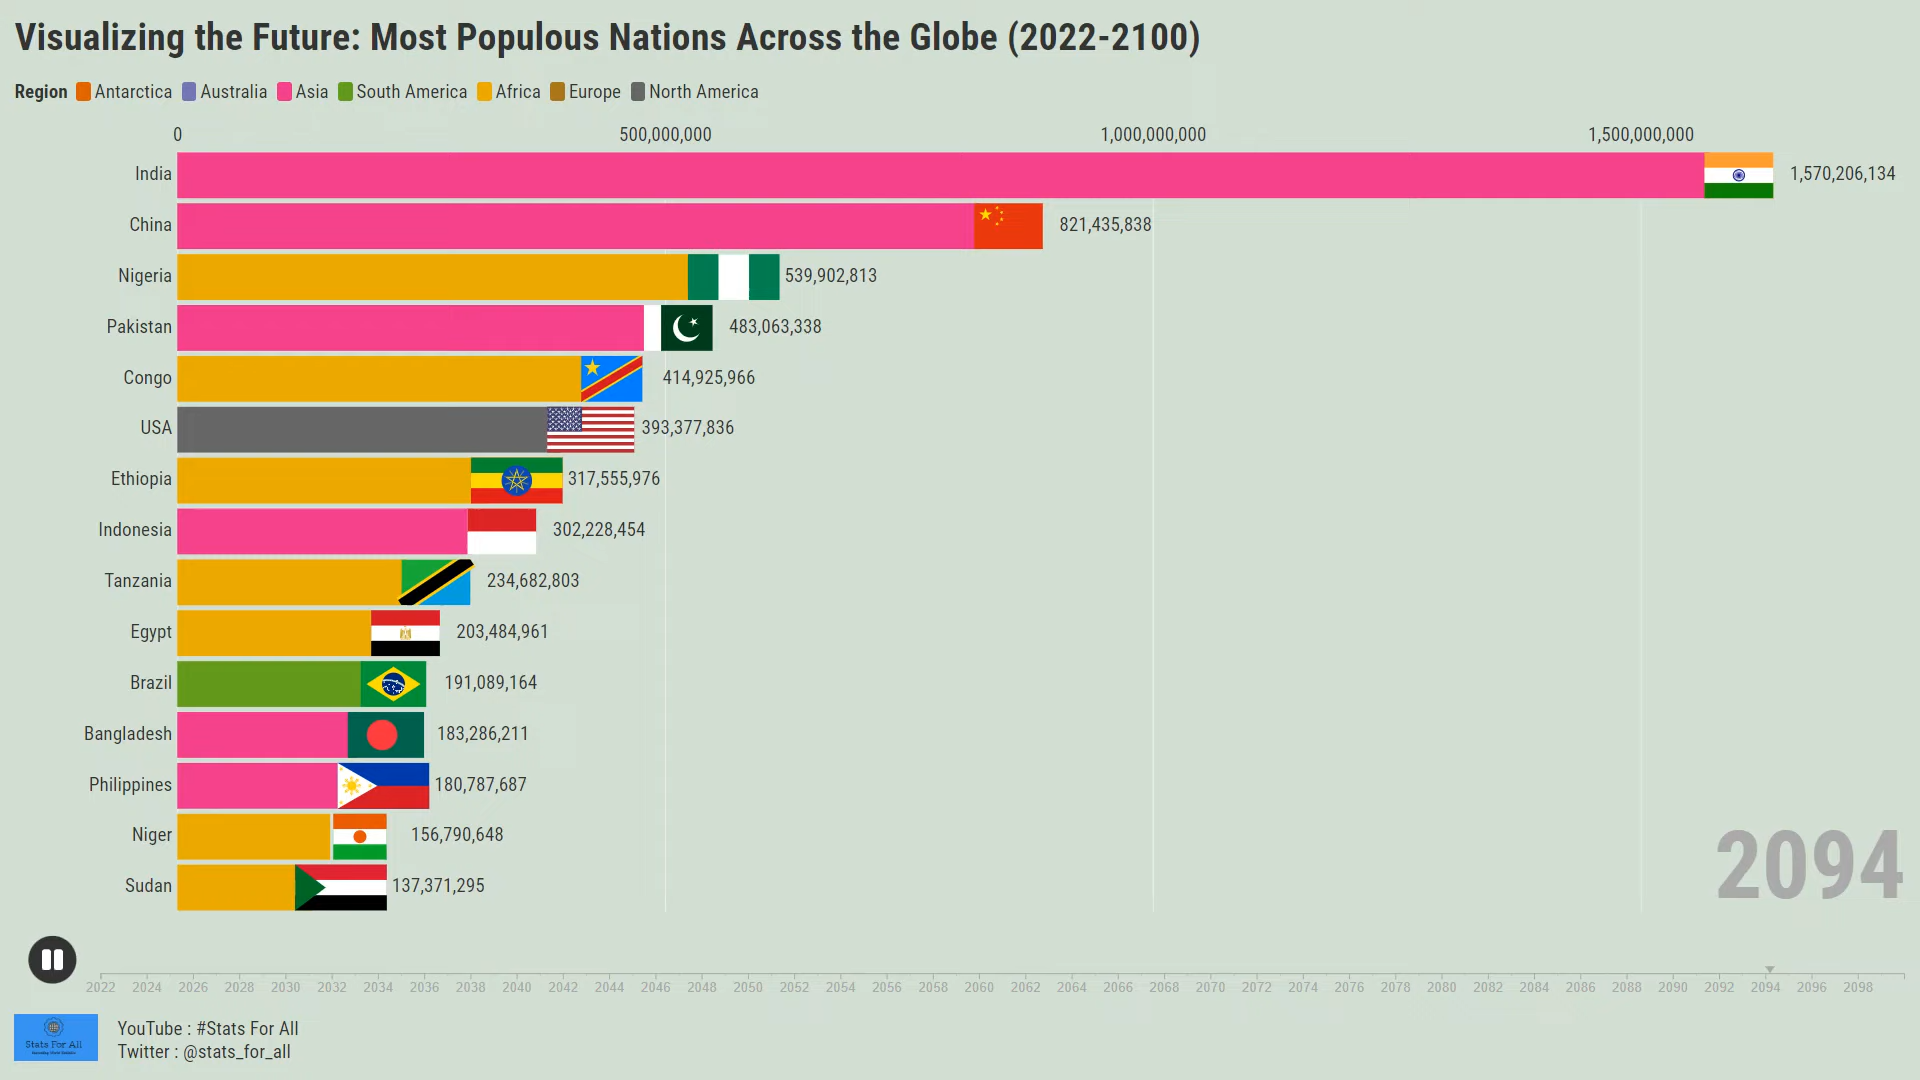 Visualizing the Future: Most Populous Nations Across the Globe (2022-2100)
Region Antarctica Australia Asia South America Africa Europe North America
0 500,000,000 1,000,000,000 1,500,000,000
India 1,570,206,134
China 821,435,838
Nigeria 539,902,813
Pakistan 483,063,338
Congo 414,925,966
USA 393,377,836
Ethiopia 317,555,976
Indonesia 302,228,454
Tanzania 234,682,803
Egypt 203,484,961
Brazil 191,089,164
Bangladesh 183,286,211
Philippines 180,787,687
Niger 156,790,648
Sudan 137,371,295
2094
2022 2024 2026 2028 2030 2032 2034 2036 2038 2040 2042 2044 2046 2048 2050 2052 2054 2056 2058 2060 2062 2064 2066 2068 2070 2072 2074 2076 2078 2080 2082 2084 2086 2088 2090 2092 2094 2096 2098
Stats For All
YouTube : #Stats For All
Twitter : @stats_for_all